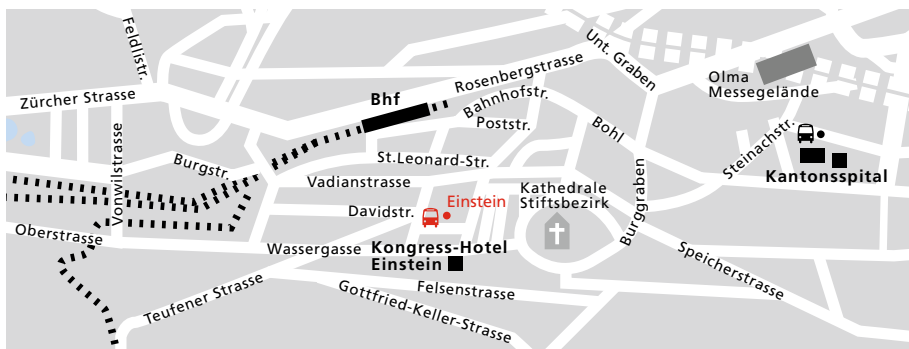 Feldlistr.
Zürcher Strasse
Bhf
Rosenbergstrasse
Unt. Graben
Olma
Messegelände
Bahnhofstr.
Poststr.
Bohl
Steinachstr.
Vonwilstrasse
Burgstr.
St.Leonard-Str.
Vadianstrasse
Kantonsspital
Kathedrale
Stiftsbezirk
Burggraben
Einstein
Davidstr.
Oberstrasse
Wassergasse
Kongress-Hotel
Einstein
Speicherstrasse
Teufener Strasse
Felsenstrasse
Gottfried-Keller-Strasse